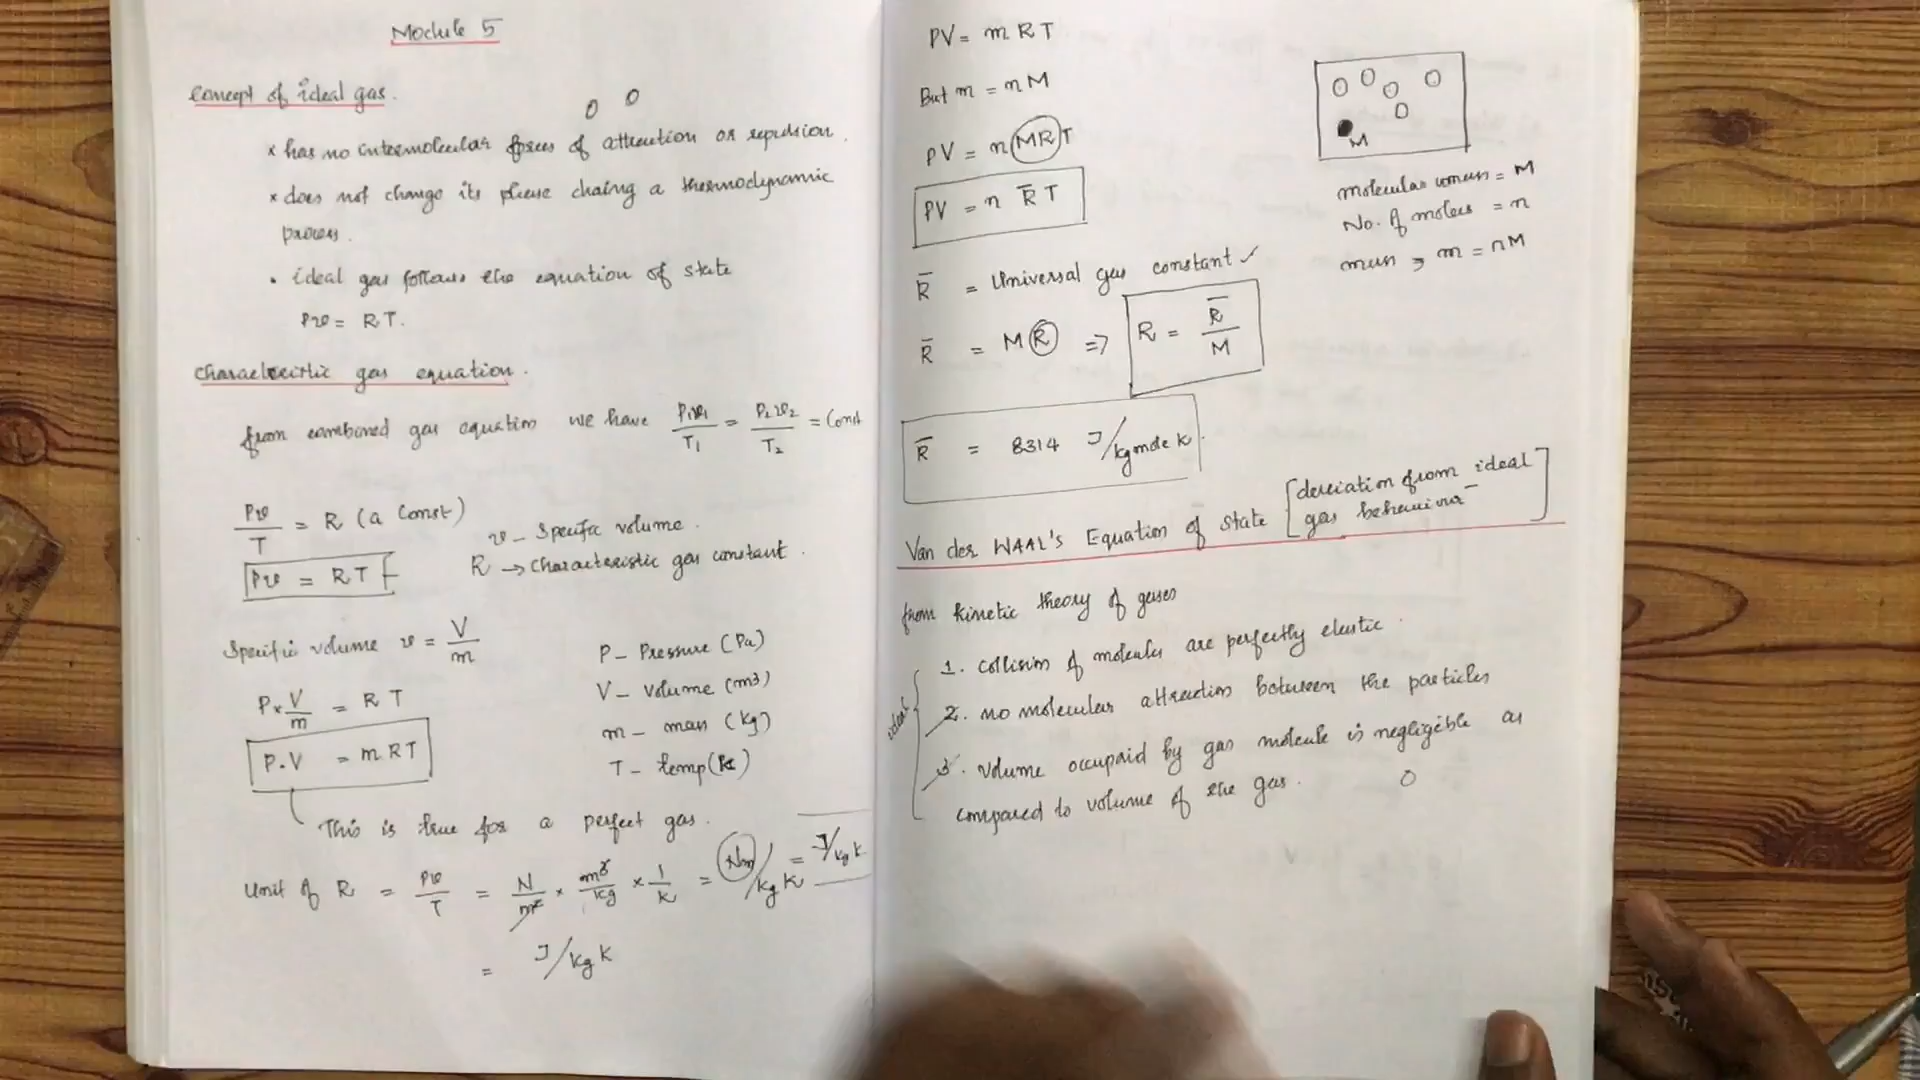 Module 5
Concept of ideal gas.
* has no intermolecular forces of attraction or repulsion.
* does not change its phase during a thermodynamic
process.
• ideal gas follows the equation of state
Pv = RT.
Characteristic gas equation.
from combined gas equation we have P₁v₁/T₁ = P₂v₂/T₂ = Const
Pv/T = R (a const)
v - Specific volume.
Pv = RT
R → Characteristic gas constant.
Specific volume v = V/m
P × V/m = RT
P.V = mRT
P - Pressure (Pa)
V - Volume (m³)
m - mass (kg)
T - temp (K)
This is true for a perfect gas.
Unit of R = Pv/T = N/m² × m³/kg × 1/K = Nm/kg K = J/kg K
= J/kg K
PV = mRT
But m = nM
PV = nMRT
PV = n R̅ T
M
molecular mass = M
No. of moles = n
mass, m = nM
R̅ = Universal gas constant ✓
R̅ = MR => R = R̅/M
R̅ = 8314 J/kg mole K.
Van der WAAL'S Equation of state [deviation from ideal
gas behaviour]
from kinetic theory of gases
ideal
1. Collision of molecules are perfectly elastic.
2. no molecular attraction between the particles
3. Volume occupaid by gas molecule is negligible as
compared to volume of the gas.